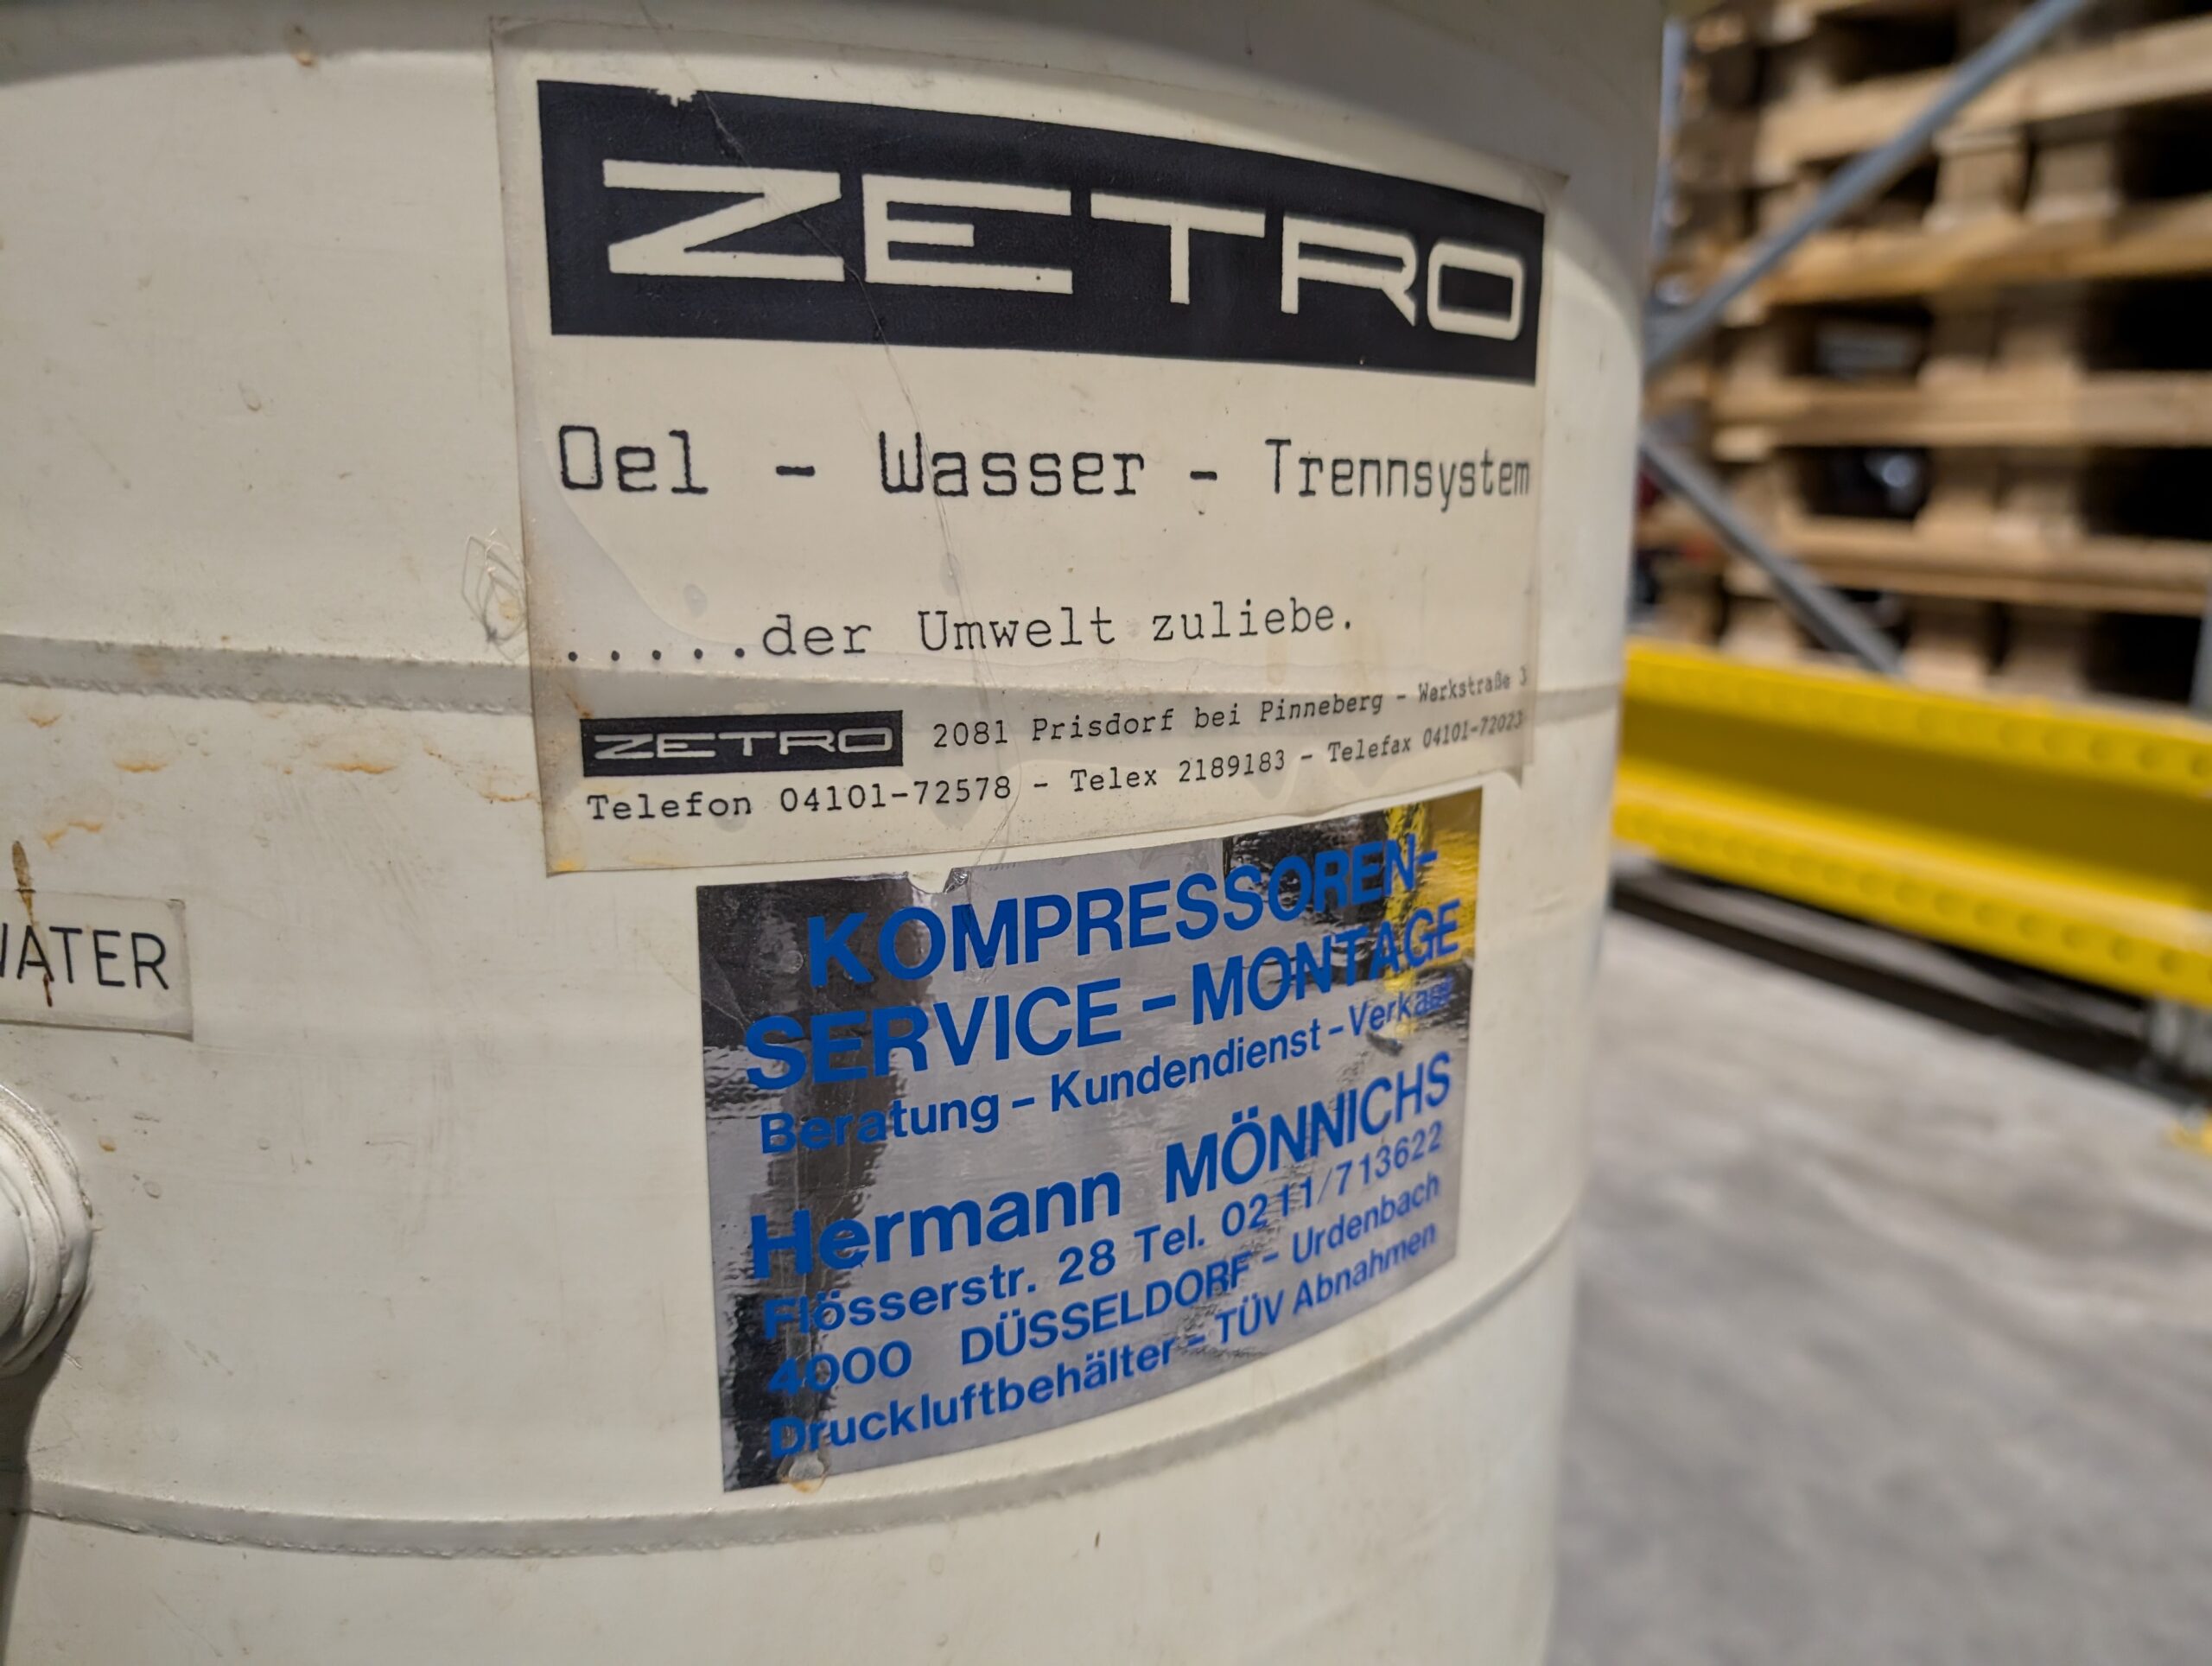 ZETRO
Oel - Wasser - Trennsystem
.....der Umwelt zuliebe.
ZETRO 2081 Prisdorf bei Pinneberg - Werkstraße 3
Telefon 04101-72578 - Telex 2189183 - Telefax 04101-72023
WATER
KOMPRESSOREN-
SERVICE - MONTAGE
Beratung - Kundendienst - Verkauf
Hermann MÖNNICHS
Flösserstr. 28 Tel. 0211/713622
4000 DÜSSELDORF - Urdenbach
Druckluftbehälter - TÜV Abnahmen